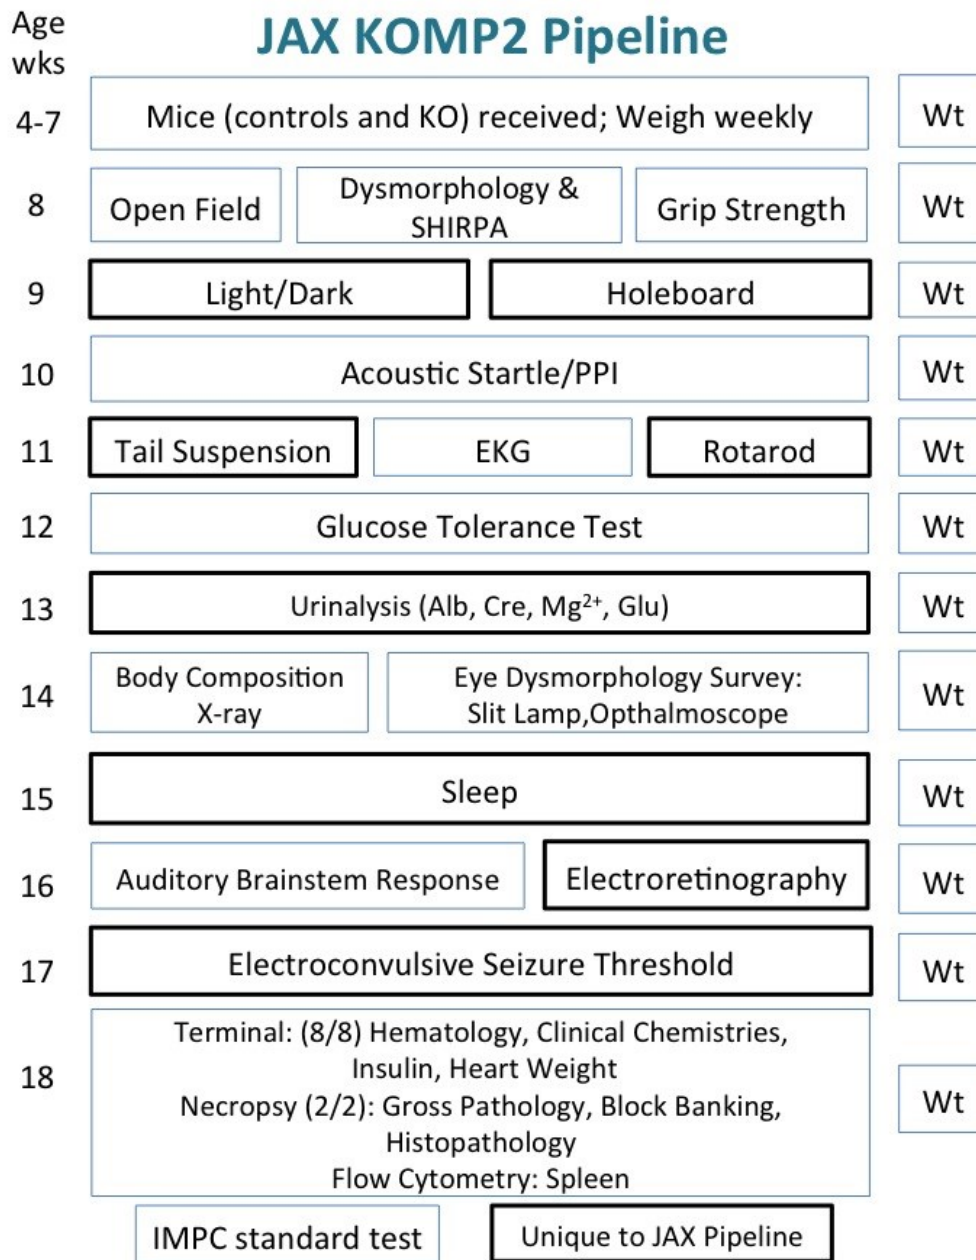 Age
wks
JAX KOMP2 Pipeline
4-7
Mice (controls and KO) received; Weigh weekly
Wt
8
Open Field
Dysmorphology &
SHIRPA
Grip Strength
Wt
9
Light/Dark
Holeboard
Wt
10
Acoustic Startle/PPI
Wt
11
Tail Suspension
EKG
Rotarod
Wt
12
Glucose Tolerance Test
Wt
13
Urinalysis (Alb, Cre, Mg²⁺, Glu)
Wt
14
Body Composition
X-ray
Eye Dysmorphology Survey:
Slit Lamp,Opthalmoscope
Wt
15
Sleep
Wt
16
Auditory Brainstem Response
Electroretinography
Wt
17
Electroconvulsive Seizure Threshold
Wt
18
Terminal: (8/8) Hematology, Clinical Chemistries,
Insulin, Heart Weight
Necropsy (2/2): Gross Pathology, Block Banking,
Histopathology
Flow Cytometry: Spleen
Wt
IMPC standard test
Unique to JAX Pipeline